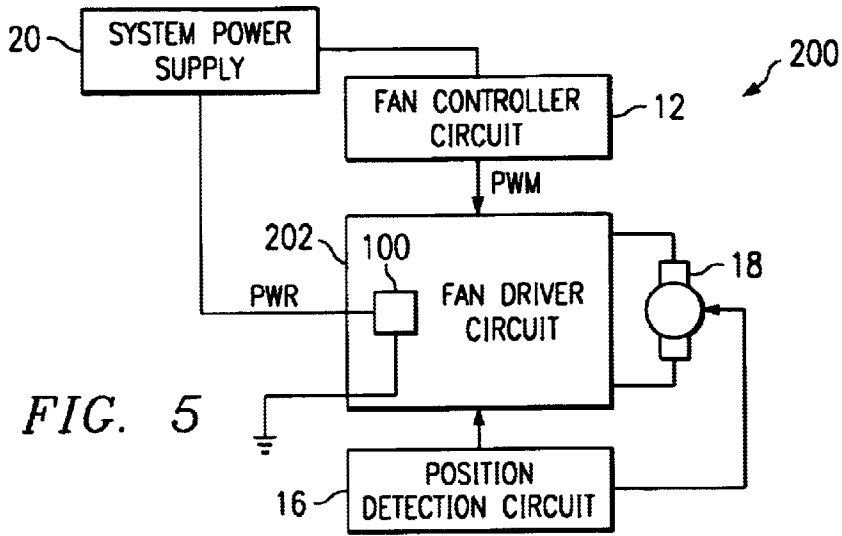 20
SYSTEM POWER
SUPPLY
200
FAN CONTROLLER
CIRCUIT
12
PWM
202
100
18
PWR
FAN DRIVER
CIRCUIT
FIG. 5
16
POSITION
DETECTION CIRCUIT